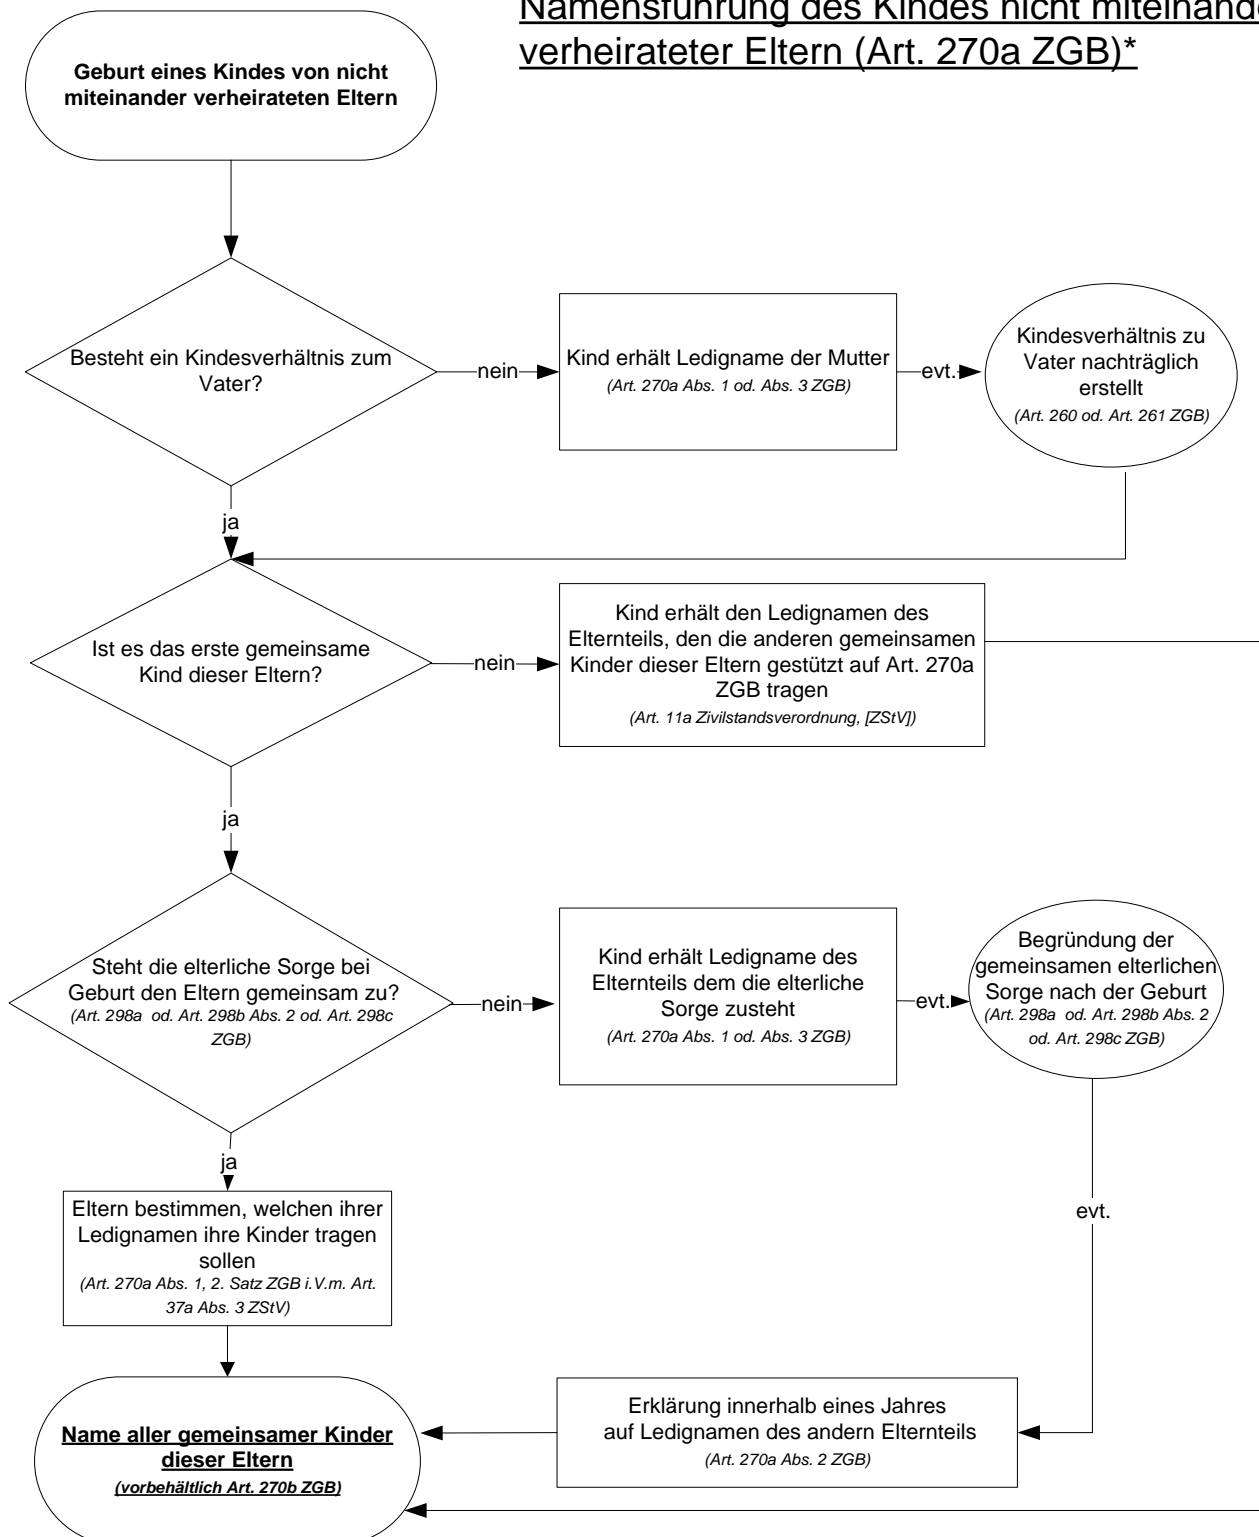 Namensführung des Kindes nicht miteinande
verheirateter Eltern (Art. 270a ZGB)*
Geburt eines Kindes von nicht
miteinander verheirateten Eltern
Besteht ein Kindesverhältnis zum
Vater?
nein
Kind erhält Ledigname der Mutter
(Art. 270a Abs. 1 od. Abs. 3 ZGB)
evt.
Kindesverhältnis zu
Vater nachträglich
erstellt
(Art. 260 od. Art. 261 ZGB)
ja
Ist es das erste gemeinsame
Kind dieser Eltern?
nein
Kind erhält den Ledignamen des
Elternteils, den die anderen gemeinsamen
Kinder dieser Eltern gestützt auf Art. 270a
ZGB tragen
(Art. 11a Zivilstandsverordnung, [ZStV])
ja
Steht die elterliche Sorge bei
Geburt den Eltern gemeinsam zu?
(Art. 298a od. Art. 298b Abs. 2 od. Art. 298c
ZGB)
nein
Kind erhält Ledigname des
Elternteils dem die elterliche
Sorge zusteht
(Art. 270a Abs. 1 od. Abs. 3 ZGB)
evt.
Begründung der
gemeinsamen elterlichen
Sorge nach der Geburt
(Art. 298a od. Art. 298b Abs. 2
od. Art. 298c ZGB)
ja
Eltern bestimmen, welchen ihrer
Ledignamen ihre Kinder tragen
sollen
(Art. 270a Abs. 1, 2. Satz ZGB i.V.m. Art.
37a Abs. 3 ZStV)
evt.
Erklärung innerhalb eines Jahres
auf Ledignamen des andern Elternteils
(Art. 270a Abs. 2 ZGB)
Name aller gemeinsamer Kinder
dieser Eltern
(vorbehältlich Art. 270b ZGB)